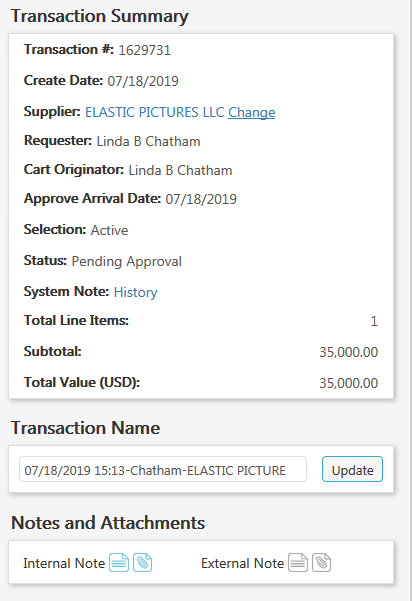 Transaction Summary
Transaction #: 1629731
Create Date: 07/18/2019
Supplier: ELASTIC PICTURES LLC Change
Requester: Linda B Chatham
Cart Originator: Linda B Chatham
Approve Arrival Date: 07/18/2019
Selection: Active
Status: Pending Approval
System Note: History
Total Line Items: 1
Subtotal: 35,000.00
Total Value (USD): 35,000.00
Transaction Name
07/18/2019 15:13-Chatham-ELASTIC PICTURE Update
Notes and Attachments
Internal Note External Note